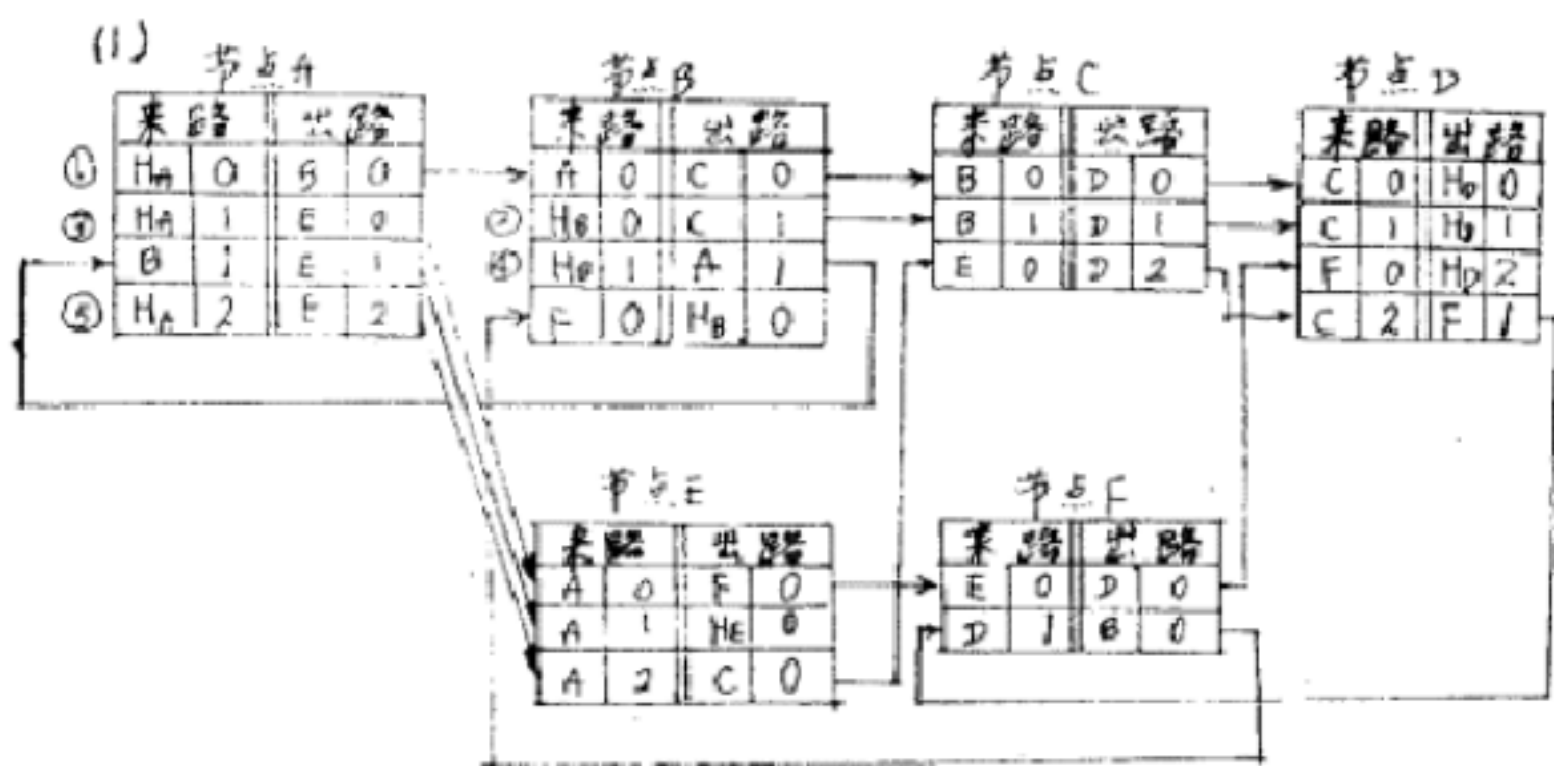 (1)
节点A
来路 出路
① HA 0 B 0
③ HA 1 E 0
B 1 E 1
⑤ HA 2 E 2
节点B
来路 出路
A 0 C 0
② HB 0 C 1
④ HB 1 A 1
F 0 HB 0
节点C
来路 出路
B 0 D 0
B 1 D 1
E 0 D 2
节点D
来路 出路
C 0 HD 0
C 1 HD 1
F 0 HD 2
C 2 F 1
节点E
来路 出路
A 0 F 0
A 1 HE 0
A 2 C 0
节点F
来路 出路
E 0 D 0
D 1 B 0